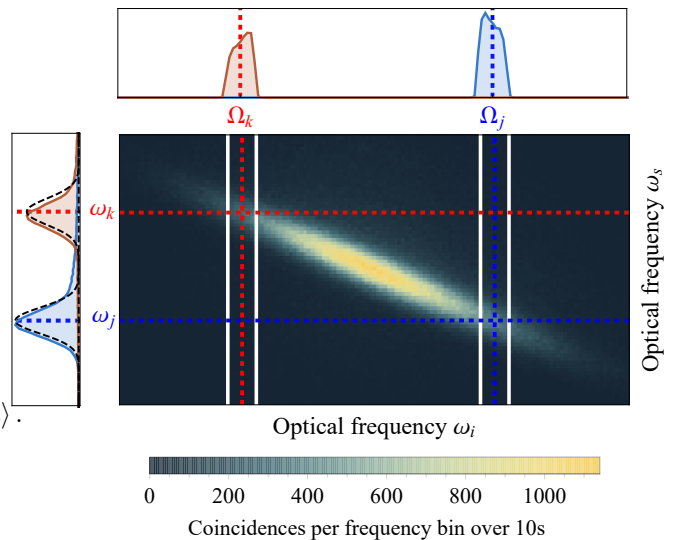 Ωₖ Ωⱼ
ωₖ
ωⱼ
Optical frequency ωₛ
⟩.
Optical frequency ωᵢ
0 200 400 600 800 1000
Coincidences per frequency bin over 10s